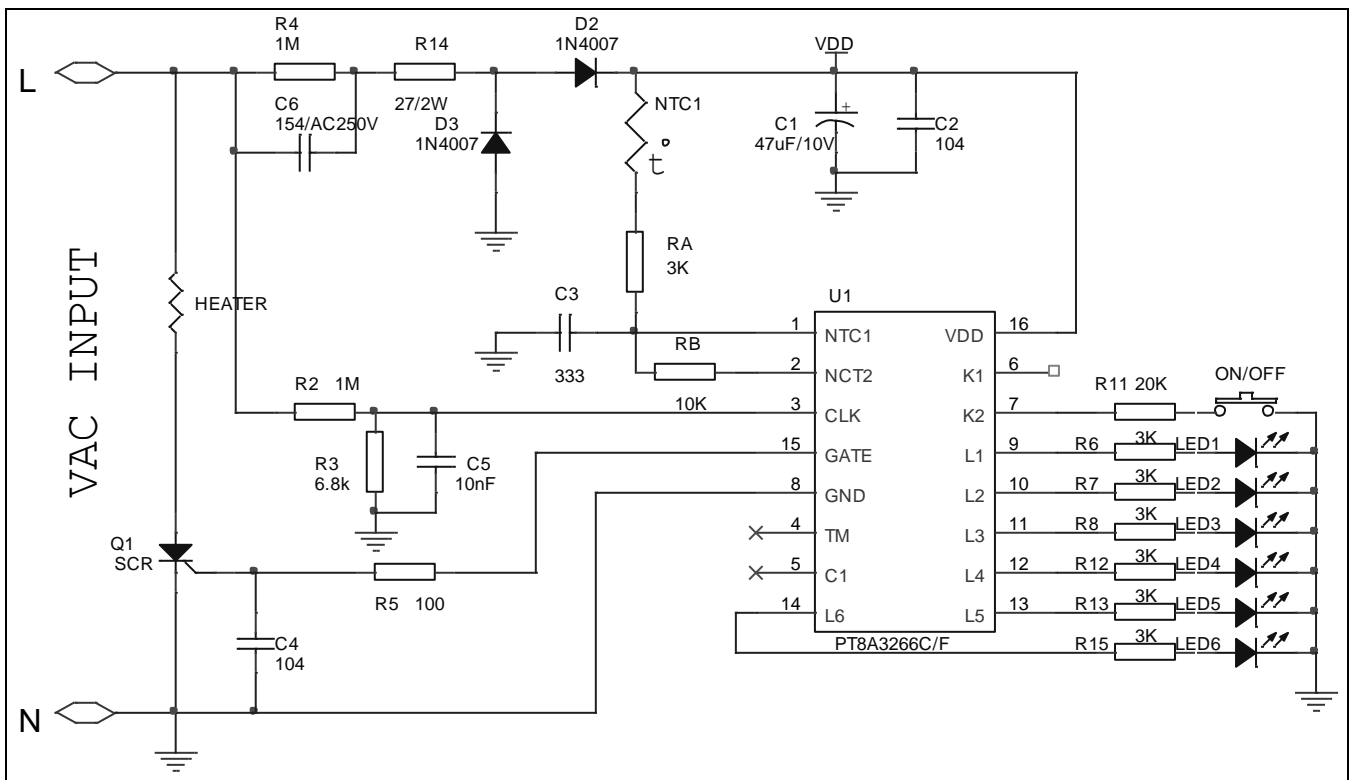 R4
1M
R14
D2
1N4007
VDD
L
C6
154/AC250V
27/2W
D3
1N4007
NTC1
t°
C1
47uF/10V
+
C2
104
VAC INPUT
HEATER
RA
3K
C3
333
RB
10K
U1
1 NTC1 VDD 16
2 NCT2 K1 6
3 CLK K2 7
15 GATE L1 9
8 GND L2 10
4 TM L3 11
5 C1 L4 12
14 L6 L5 13
PT8A3266C/F
R2 1M
R3
6.8k
C5
10nF
R11 20K
ON/OFF
R6 3K LED1
R7 3K LED2
R8 3K LED3
R12 3K LED4
R13 3K LED5
R15 3K LED6
Q1
SCR
R5 100
C4
104
N